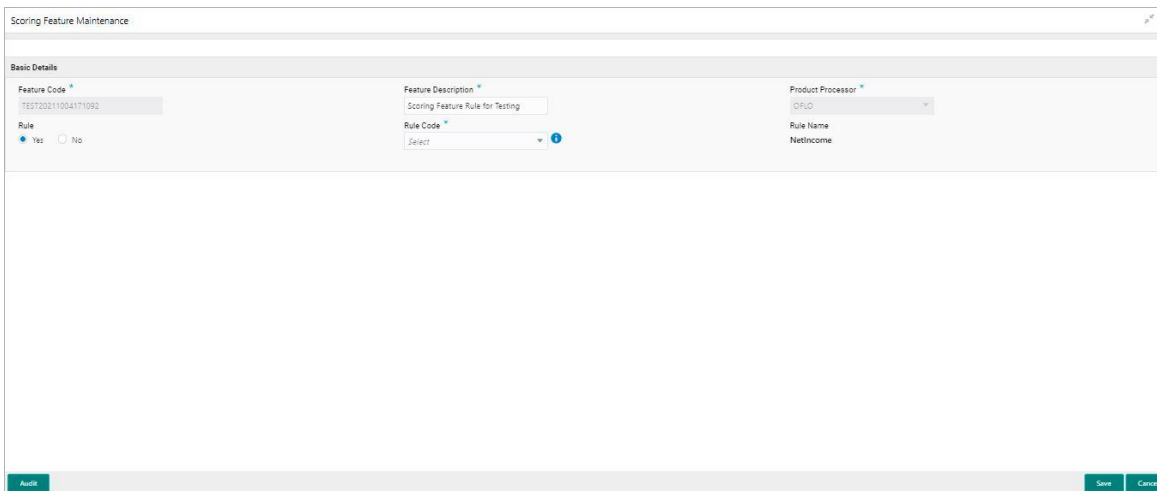 Scoring Feature Maintenance
Basic Details
Feature Code * Feature Description * Product Processor *
TEST20211004171092 Scoring Feature Rule for Testing OFLO
Rule Rule Code * Rule Name
Yes No Select NetIncome
Audit Save Cance